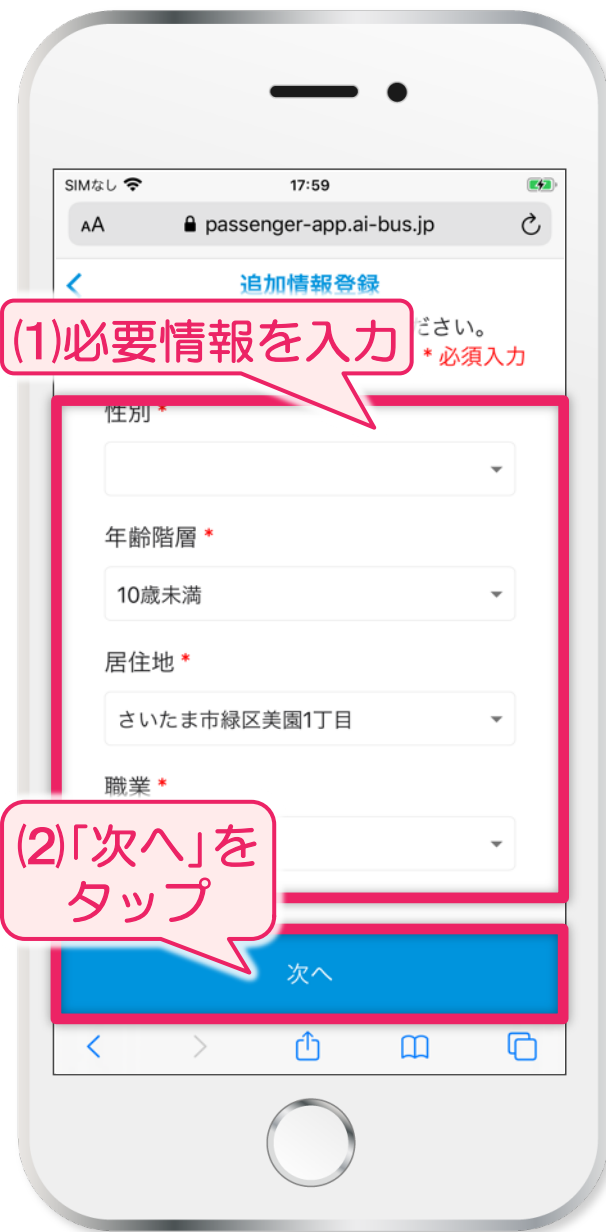 SIMなし 17:59
AA passenger-app.ai-bus.jp
追加情報登録
(1)必要情報を入力
ださい。
* 必須入力
性別 *
年齢階層 *
10歳未満
居住地 *
さいたま市緑区美園1丁目
職業 *
(2)「次へ」を
タップ
次へ